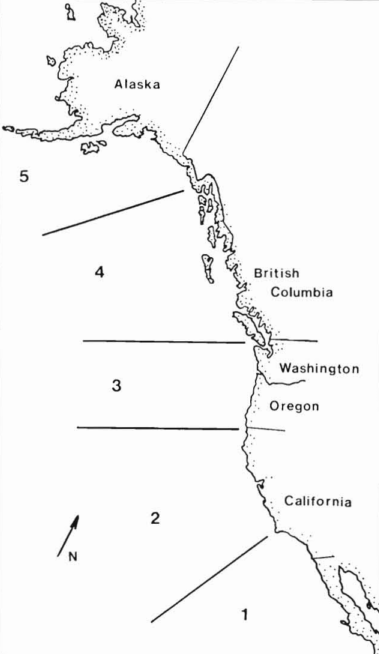 Alaska
5
4
British
Columbia
Washington
3
Oregon
California
2
N
1